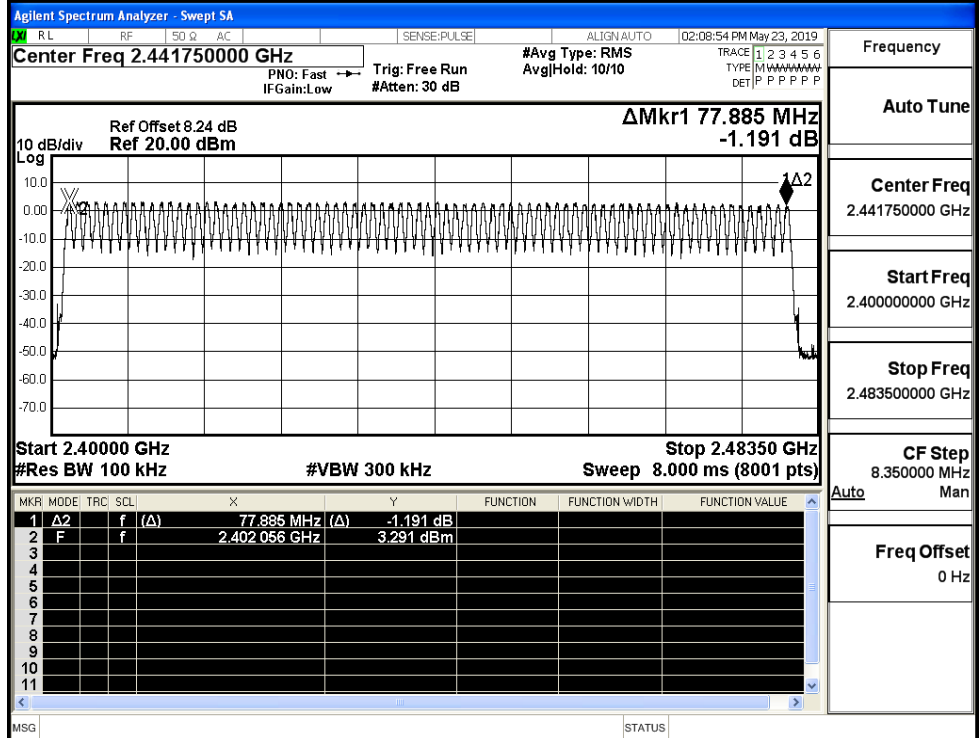 Agilent Spectrum Analyzer - Swept SA
LXI RL RF 50 Ω AC SENSE:PULSE ALIGN AUTO 02:08:54 PM May 23, 2019
Center Freq 2.441750000 GHz
PNO: Fast
IFGain:Low
Trig: Free Run
#Atten: 30 dB
#Avg Type: RMS
Avg|Hold: 10/10
TRACE 1 2 3 4 5 6
TYPE M WWWWW
DET P P P P P P
Frequency
Auto Tune
Center Freq
2.441750000 GHz
Start Freq
2.400000000 GHz
Stop Freq
2.483500000 GHz
CF Step
8.350000 MHz
Auto Man
Freq Offset
0 Hz
ΔMkr1 77.885 MHz
-1.191 dB
Ref Offset 8.24 dB
10 dB/div Ref 20.00 dBm
Log
10.0
0.00
-10.0
-20.0
-30.0
-40.0
-50.0
-60.0
-70.0
2
1Δ2
Start 2.40000 GHz Stop 2.48350 GHz
#Res BW 100 kHz #VBW 300 kHz Sweep 8.000 ms (8001 pts)
MKR MODE TRC SCL X Y FUNCTION FUNCTION WIDTH FUNCTION VALUE
1 Δ2 f (Δ) 77.885 MHz (Δ) -1.191 dB
2 F f 2.402 056 GHz 3.291 dBm
3
4
5
6
7
8
9
10
11
MSG STATUS